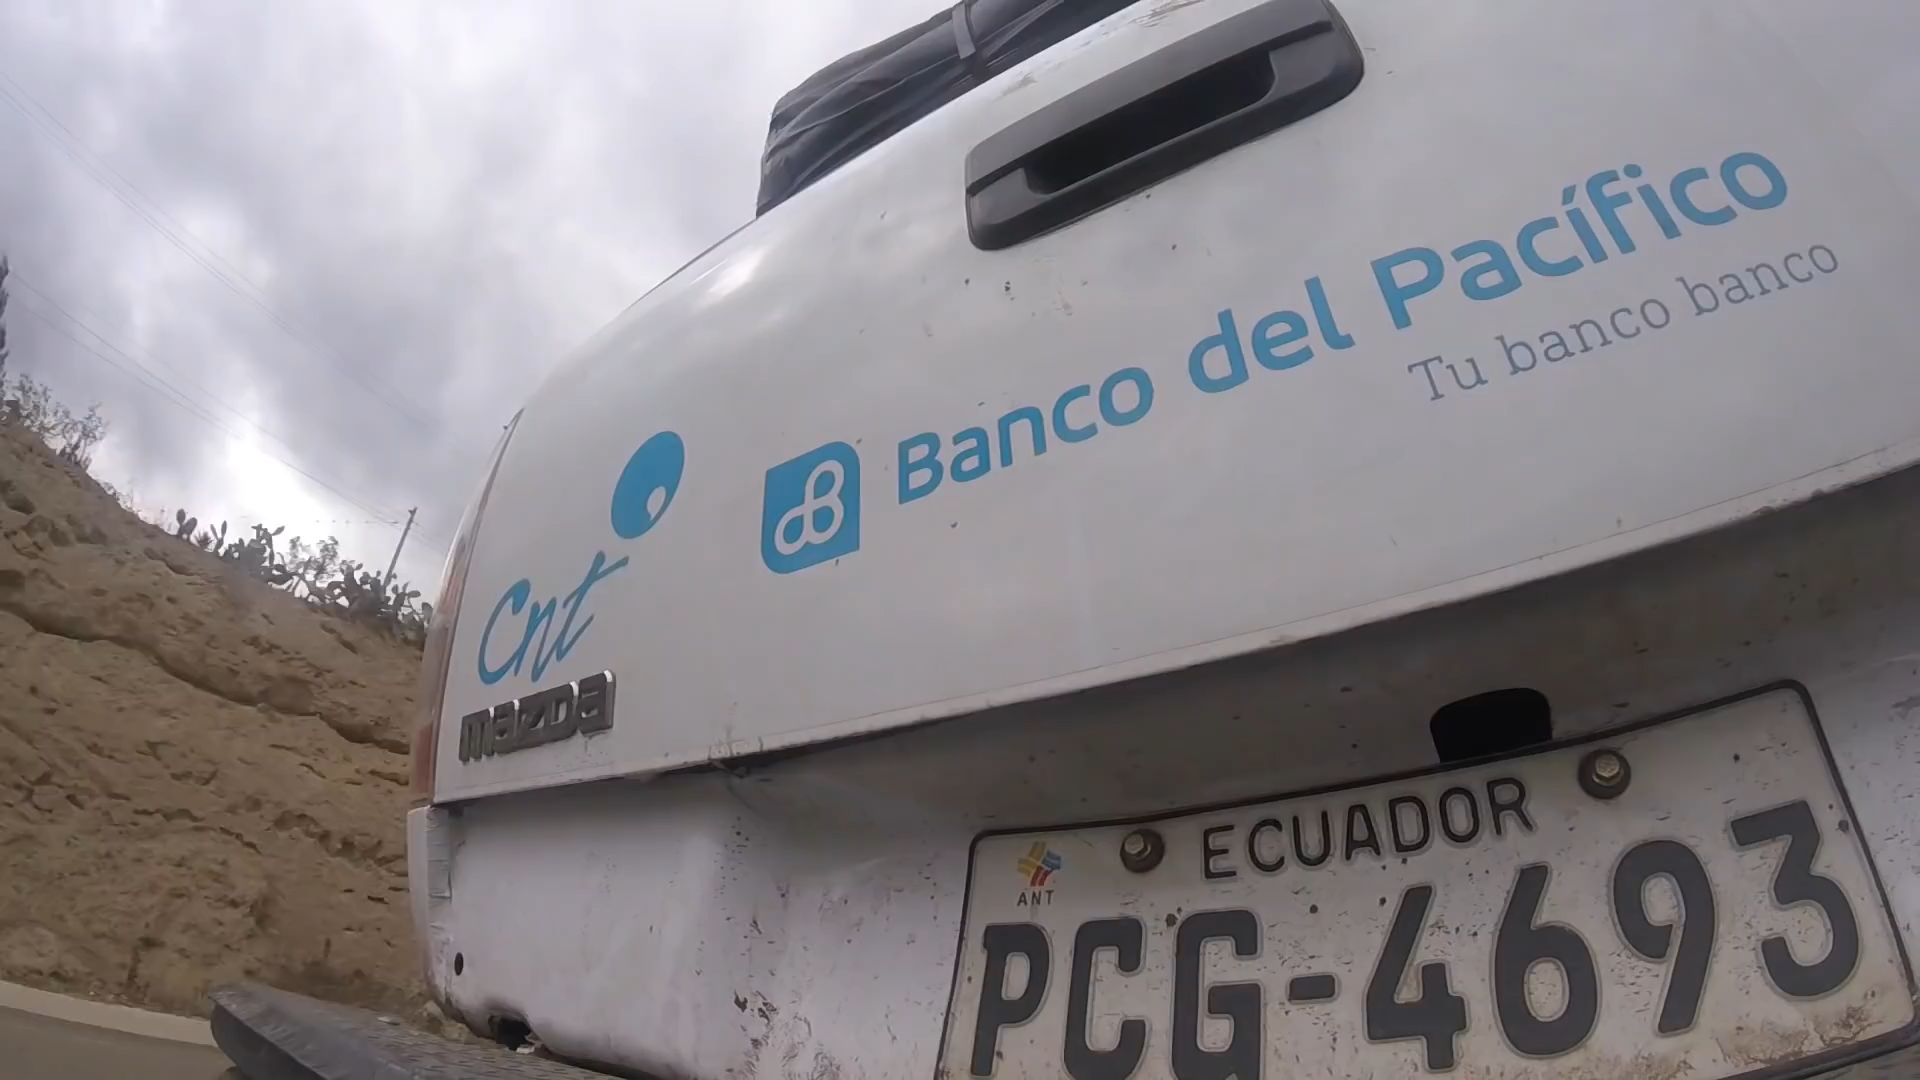 Banco del Pacífico
Tu banco banco
Cnt
mazda
ECUADOR
ANT
PCG-4693